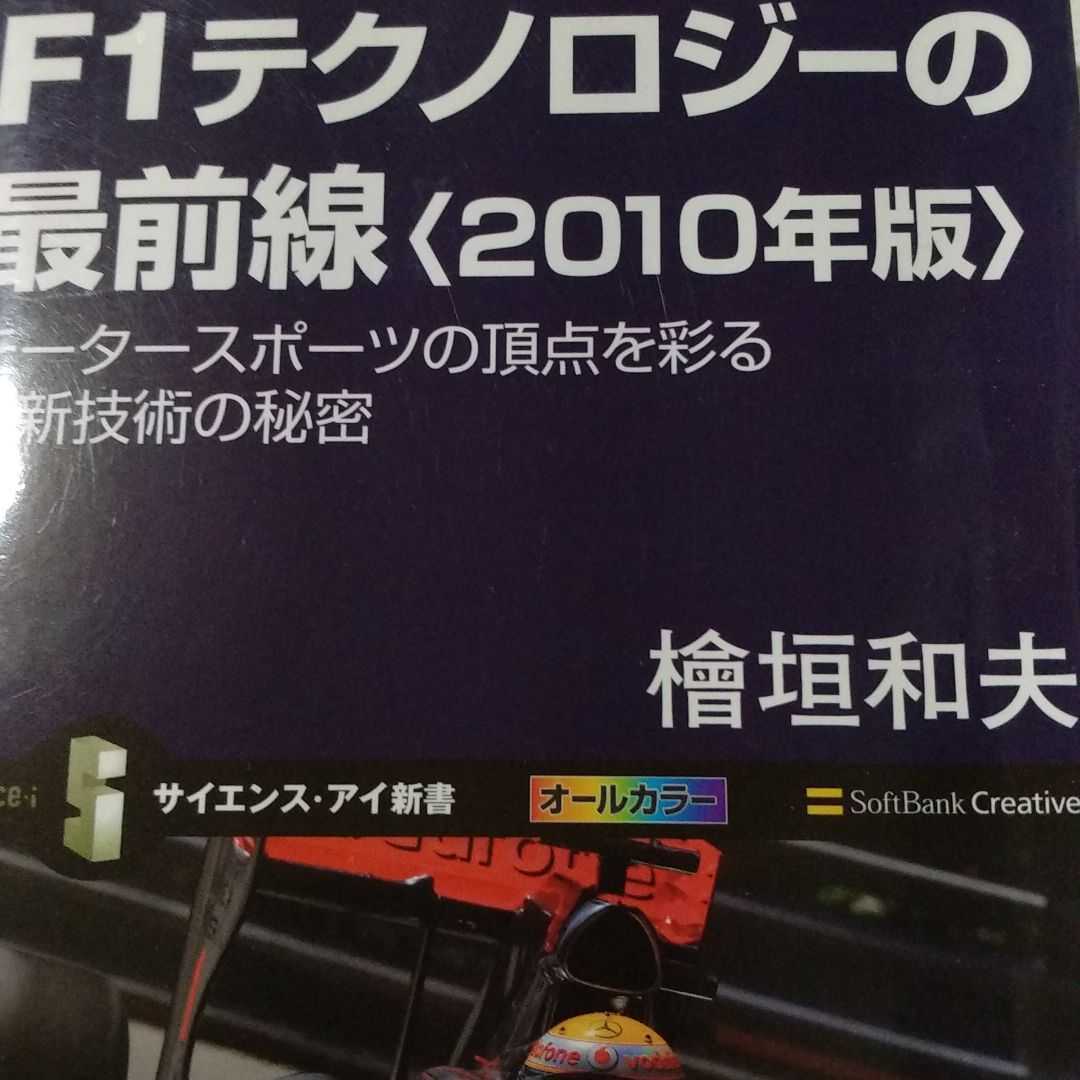 F1テクノロジーの
最前線〈2010年版〉
ータースポーツの頂点を彩る
新技術の秘密
檜垣和夫
ce·i
サイエンス・アイ新書
オールカラー
SoftBank Creative
vodafone voda